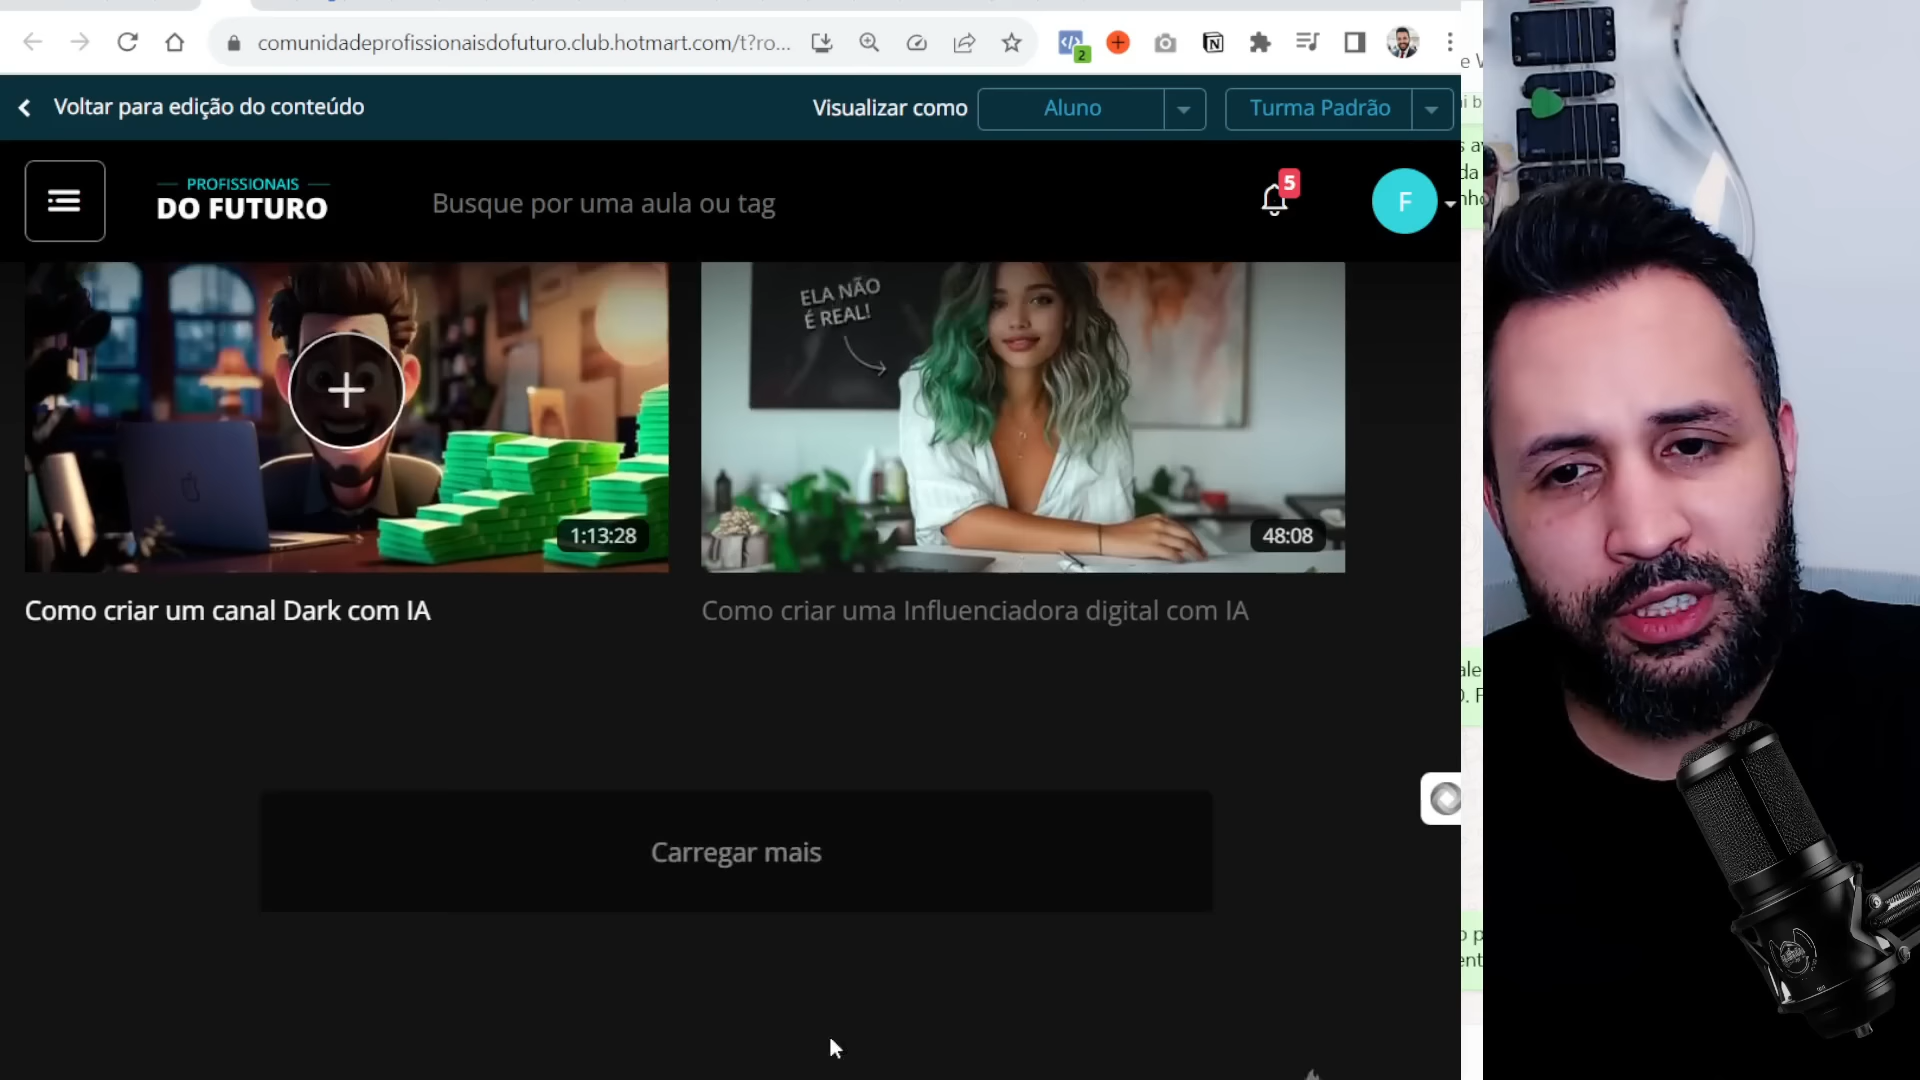 comunidadeprofissionaisdofuturo.club.hotmart.com/t?ro...
2
Voltar para edição do conteúdo
Visualizar como
Aluno
Turma Padrão
PROFISSIONAIS
DO FUTURO
Busque por uma aula ou tag
5
F
ELA NÃO
É REAL!
1:13:28
48:08
Como criar um canal Dark com IA
Como criar uma Influenciadora digital com IA
Carregar mais